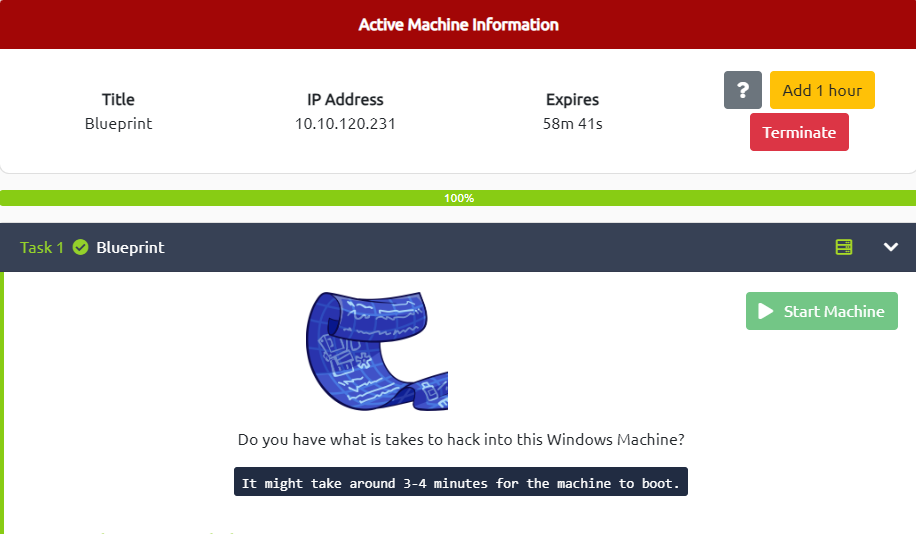 Active Machine Information
Title
Blueprint
IP Address
10.10.120.231
Expires
58m 41s
?
Add 1 hour
Terminate
100%
Task 1
Blueprint
Start Machine
Do you have what is takes to hack into this Windows Machine?
It might take around 3-4 minutes for the machine to boot.